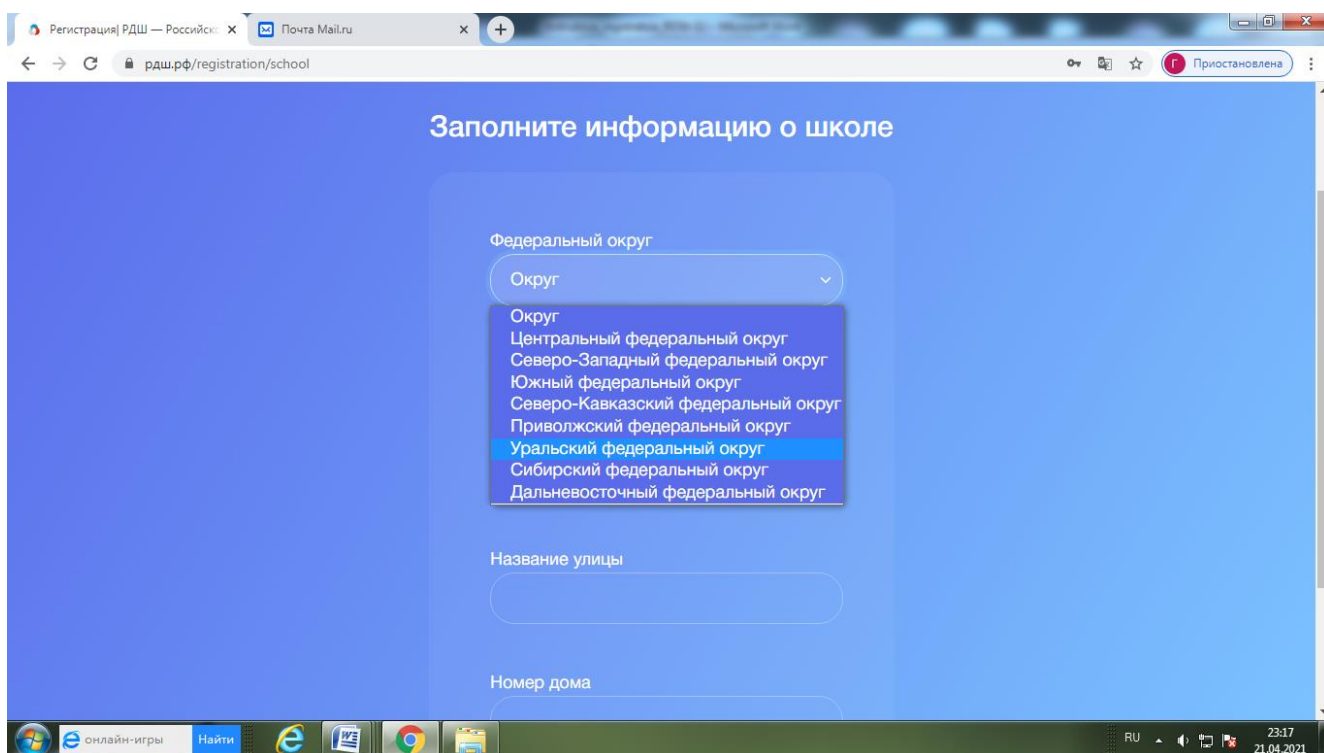 Регистрация| РДШ — Российск
Почта Mail.ru
рдш.рф/registration/school
Г
Приостановлена
Заполните информацию о школе
Федеральный округ
Округ
Округ
Центральный федеральный округ
Северо-Западный федеральный округ
Южный федеральный округ
Северо-Кавказский федеральный округ
Приволжский федеральный округ
Уральский федеральный округ
Сибирский федеральный округ
Дальневосточный федеральный округ
Название улицы
Номер дома
онлайн-игры
Найти
RU
23:17
21.04.2021